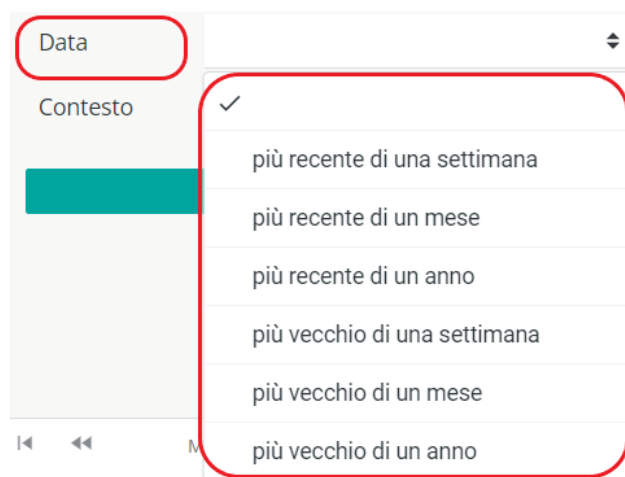 Data
Contesto
più recente di una settimana
più recente di un mese
più recente di un anno
più vecchio di una settimana
più vecchio di un mese
più vecchio di un anno